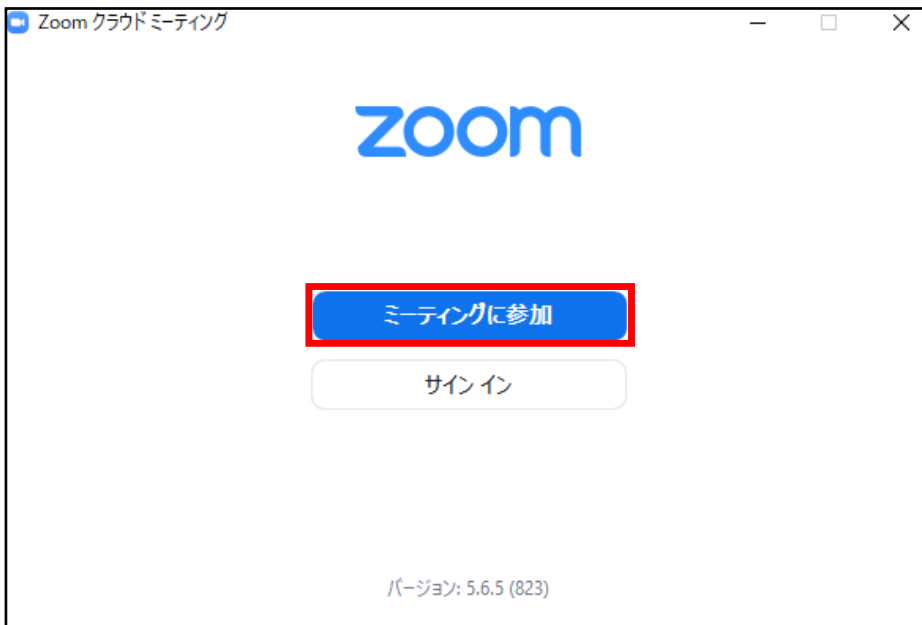 Zoom クラウド ミーティング
zoom
ミーティングに参加
サイン イン
バージョン: 5.6.5 (823)